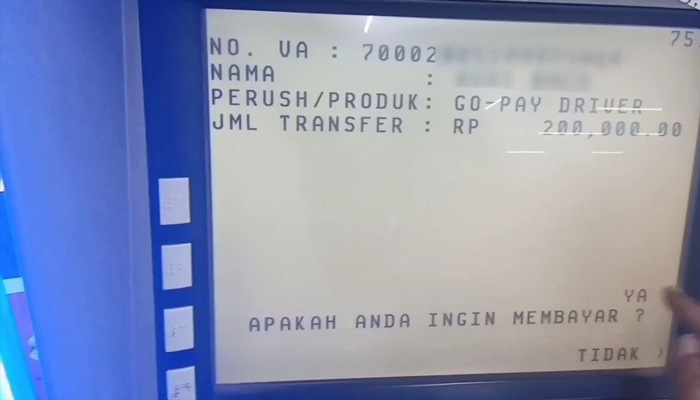 75
NO. VA : 70002
NAMA :
PERUSH/PRODUK: GO-PAY DRIVER
JML TRANSFER : RP 200,000.00
YA
APAKAH ANDA INGIN MEMBAYAR ?
TIDAK >